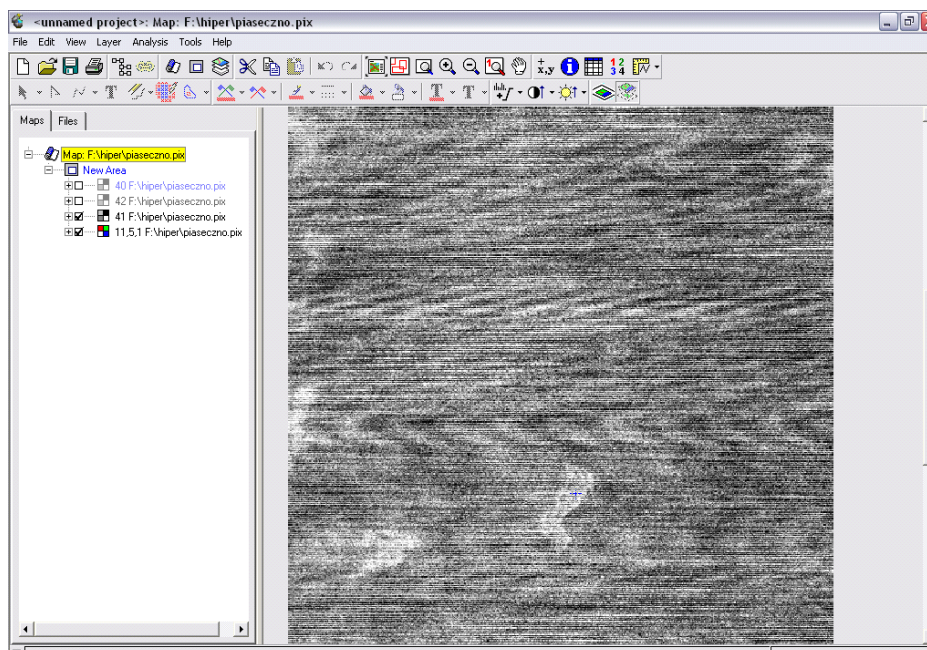 <unnamed project>: Map: F:\hiper\piaseczno.pix
File Edit View Layer Analysis Tools Help
Maps Files
Map: F:\hiper\piaseczno.pix
New Area
40 F:\hiper\piaseczno.pix
42 F:\hiper\piaseczno.pix
41 F:\hiper\piaseczno.pix
11,5,1 F:\hiper\piaseczno.pix